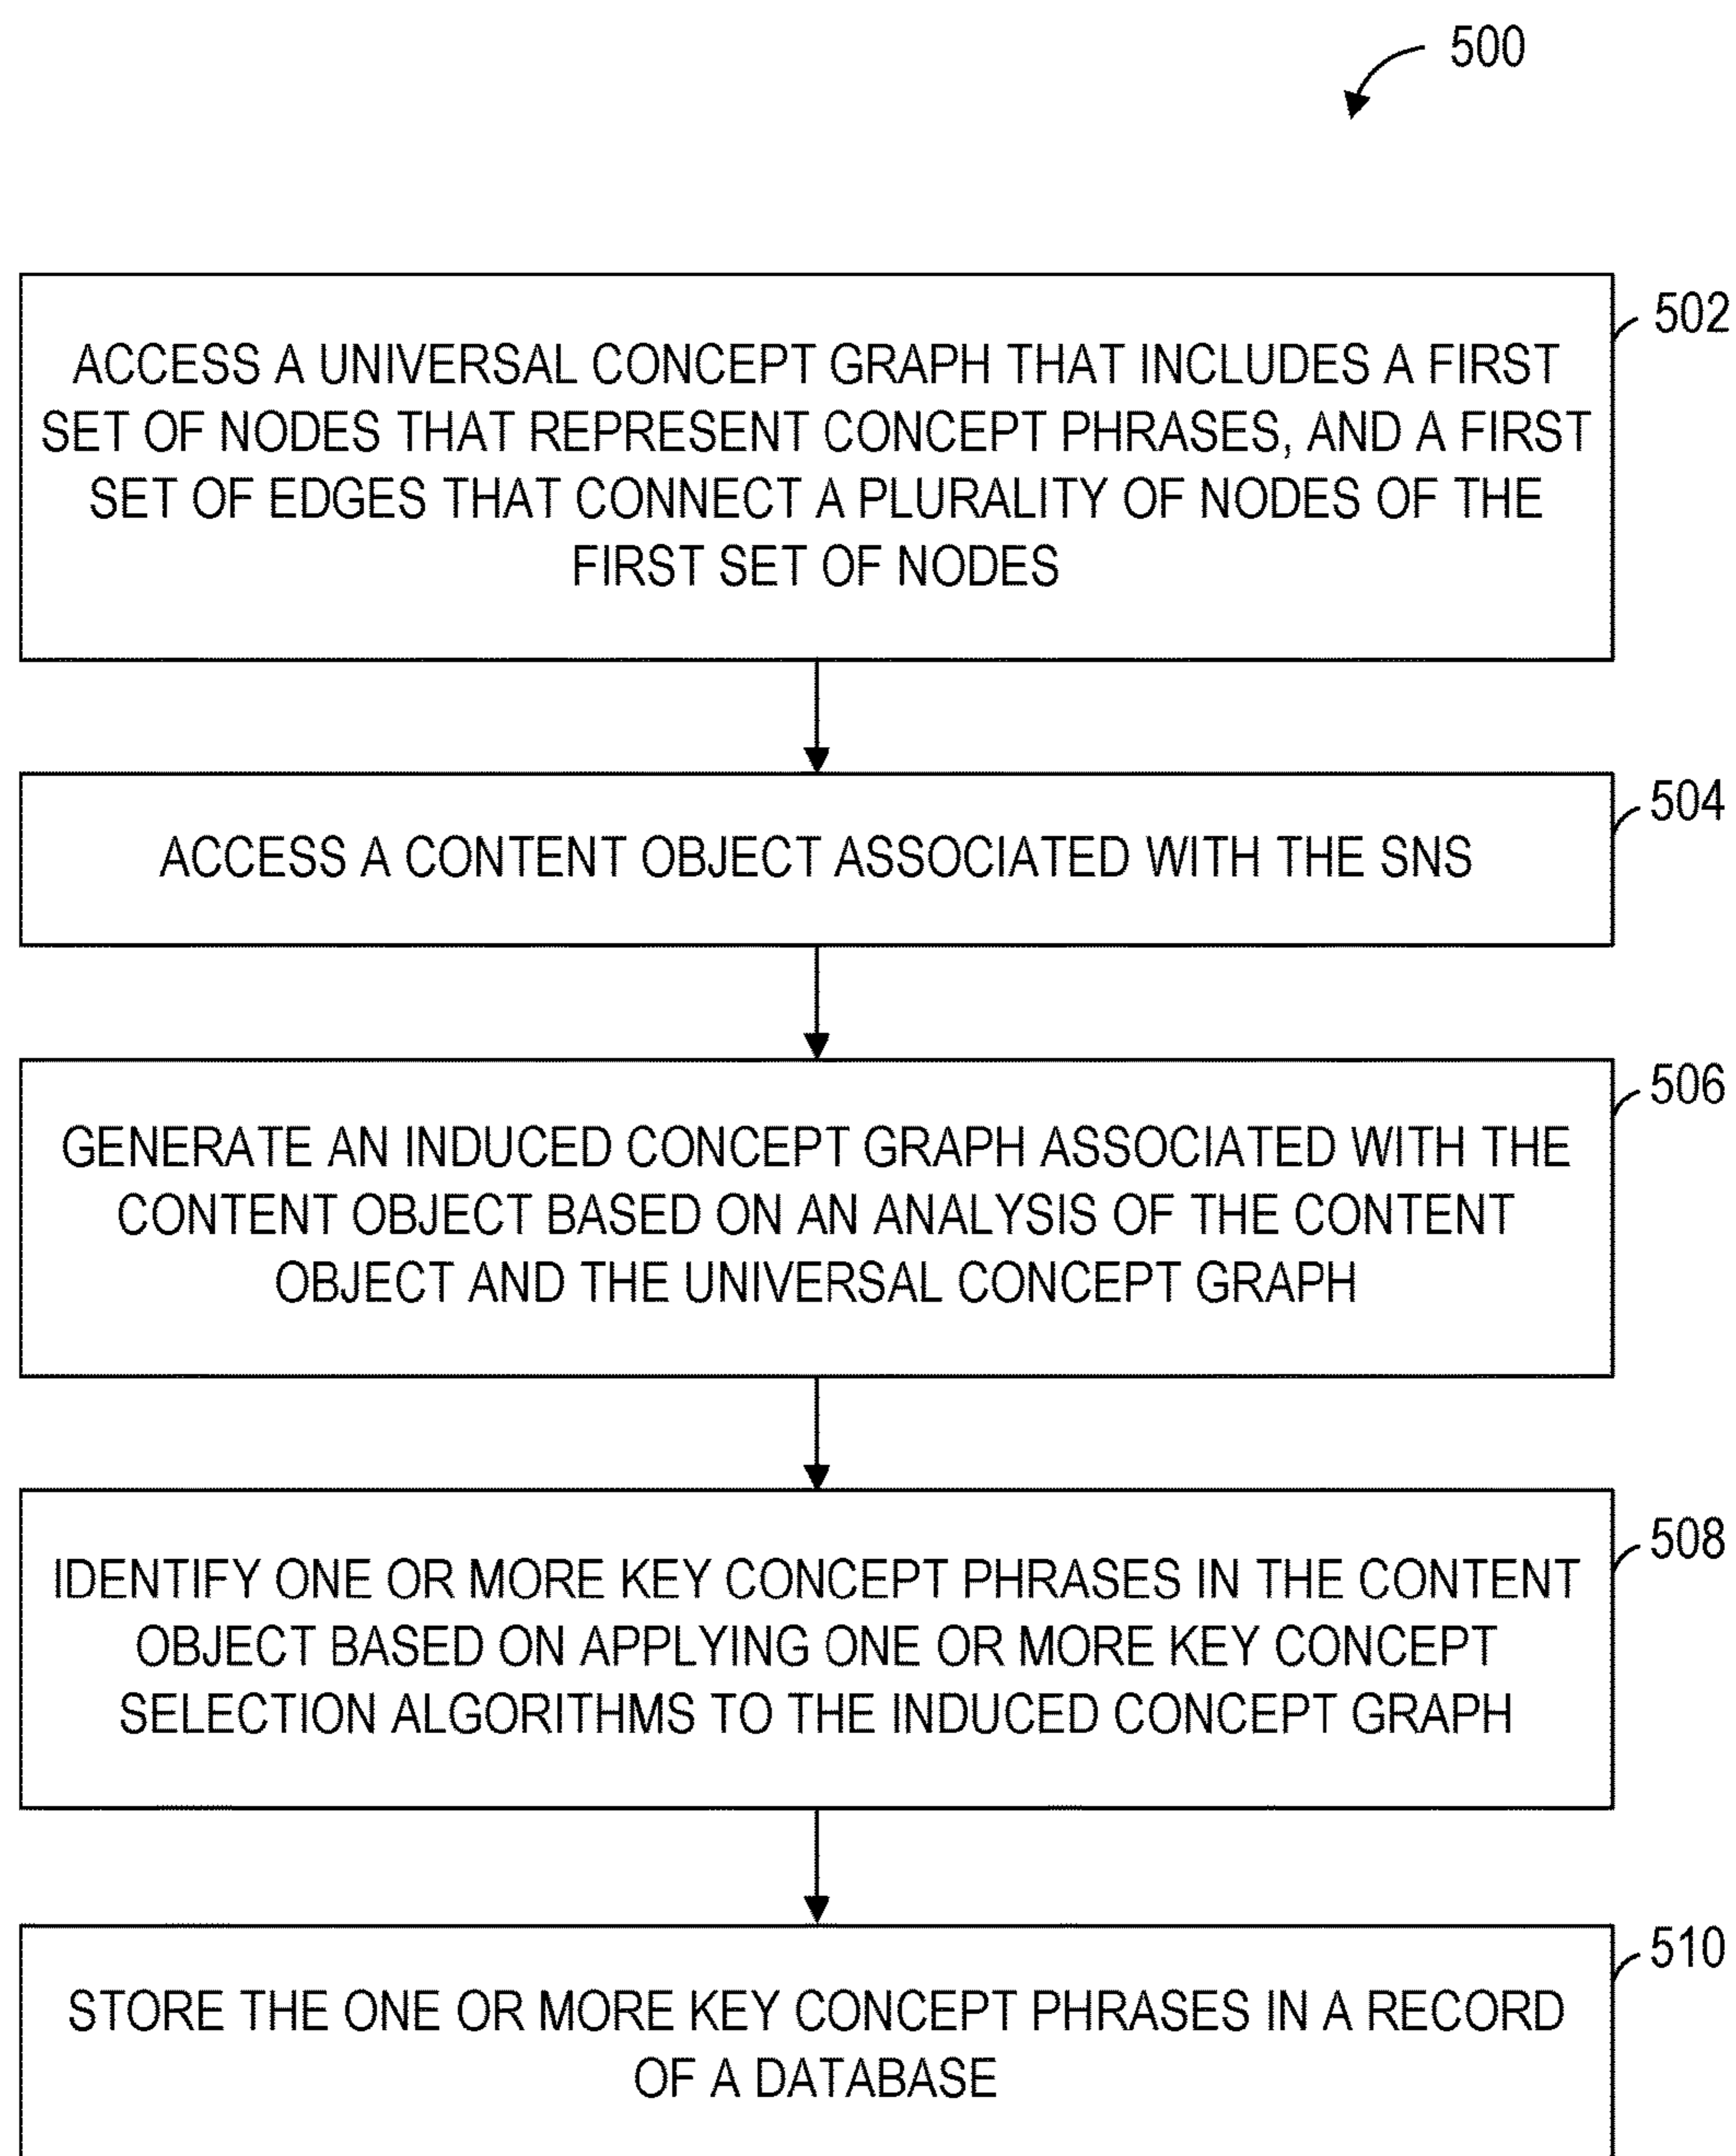 500
502
ACCESS A UNIVERSAL CONCEPT GRAPH THAT INCLUDES A FIRST
SET OF NODES THAT REPRESENT CONCEPT PHRASES, AND A FIRST
SET OF EDGES THAT CONNECT A PLURALITY OF NODES OF THE
FIRST SET OF NODES
504
ACCESS A CONTENT OBJECT ASSOCIATED WITH THE SNS
506
GENERATE AN INDUCED CONCEPT GRAPH ASSOCIATED WITH THE
CONTENT OBJECT BASED ON AN ANALYSIS OF THE CONTENT
OBJECT AND THE UNIVERSAL CONCEPT GRAPH
508
IDENTIFY ONE OR MORE KEY CONCEPT PHRASES IN THE CONTENT
OBJECT BASED ON APPLYING ONE OR MORE KEY CONCEPT
SELECTION ALGORITHMS TO THE INDUCED CONCEPT GRAPH
510
STORE THE ONE OR MORE KEY CONCEPT PHRASES IN A RECORD
OF A DATABASE